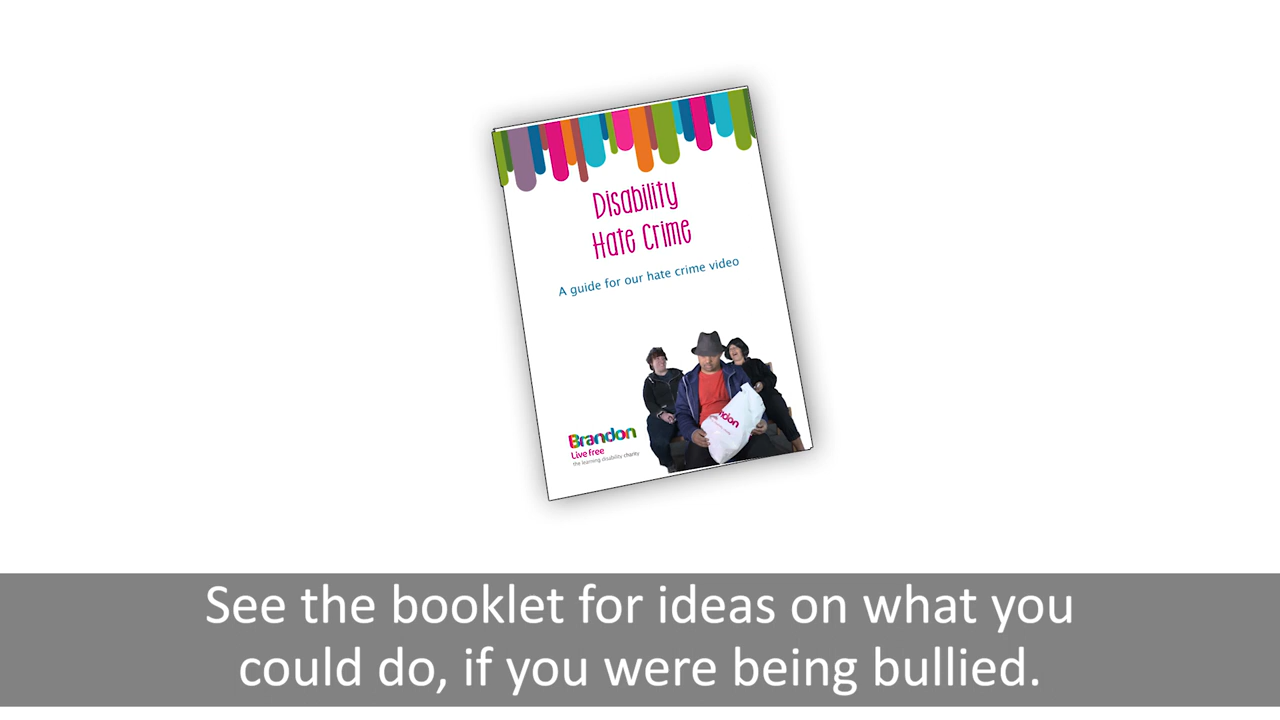 Disability
Hate Crime
A guide for our hate crime video
Brandon
Live free
the learning disability charity
See the booklet for ideas on what you
could do, if you were being bullied.